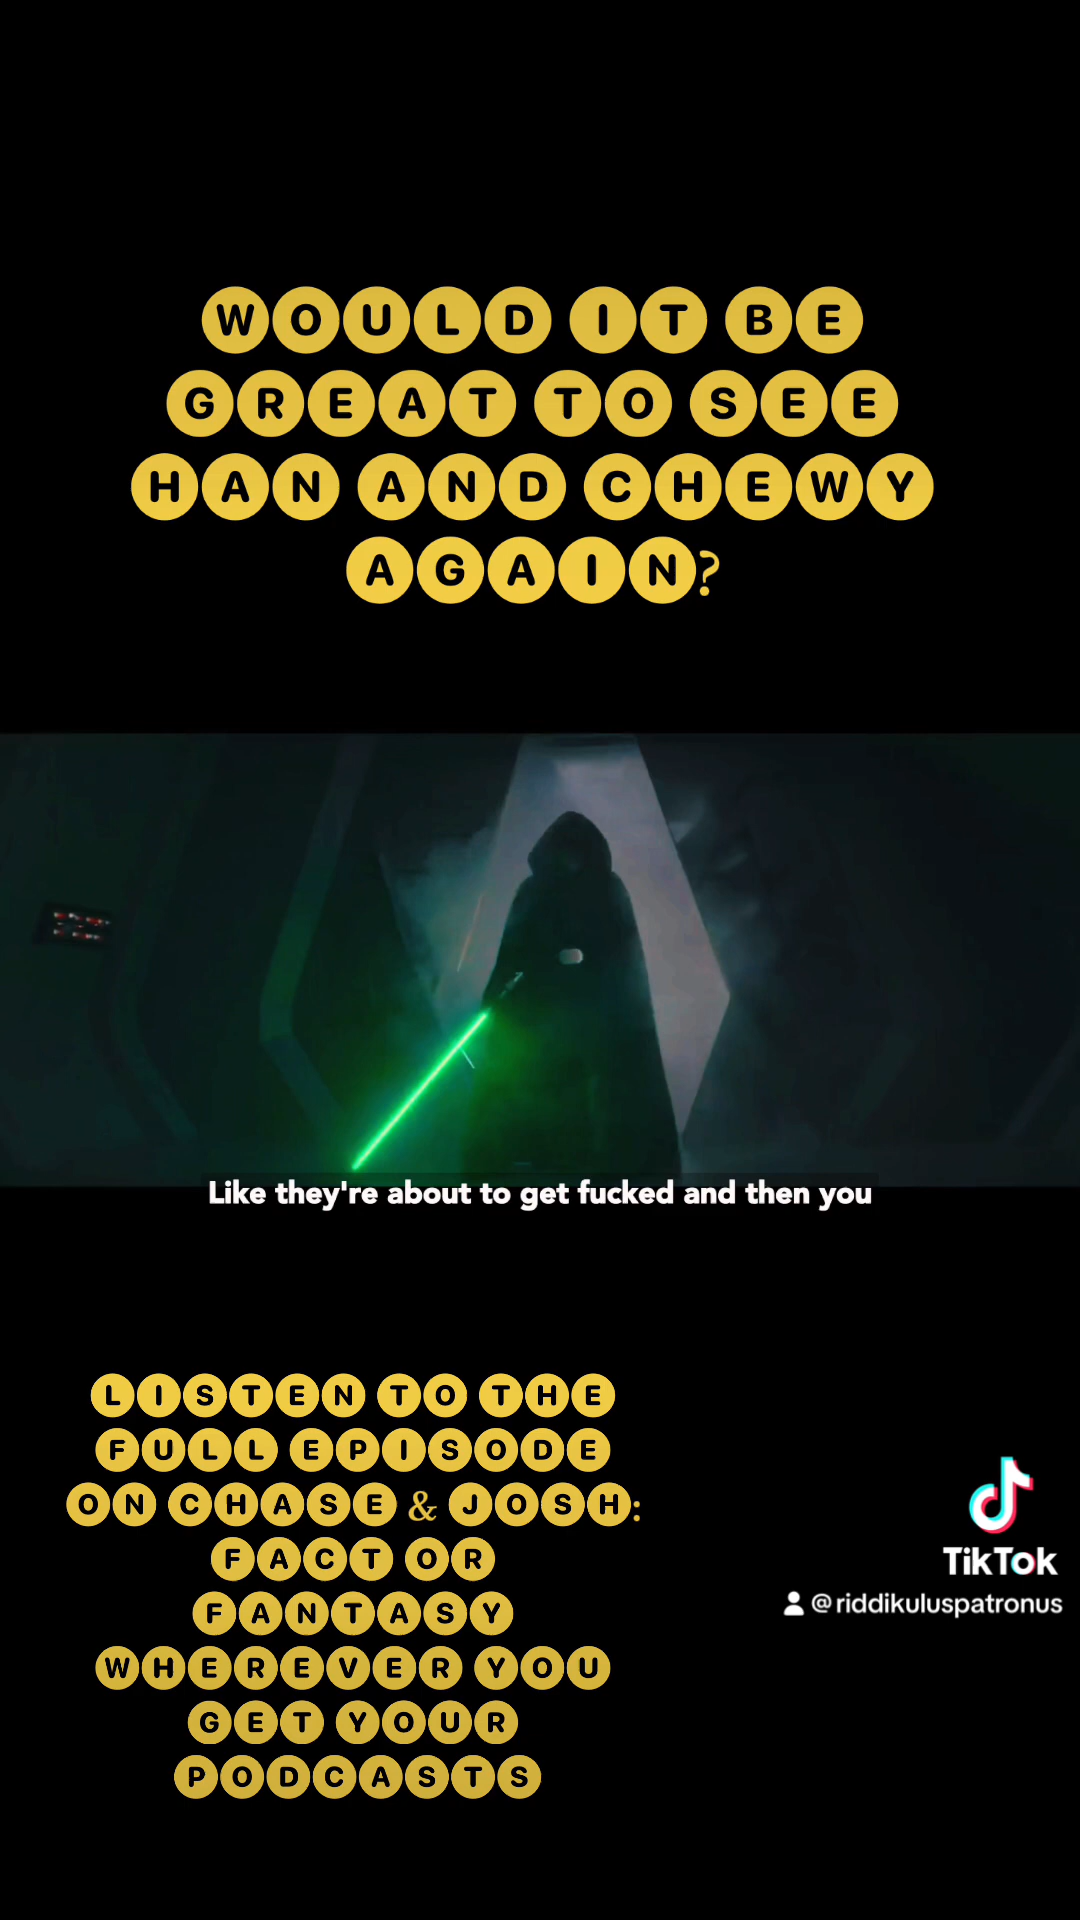 WOULD IT BE
GREAT TO SEE
HAN AND CHEWY
AGAIN?
Like they're about to get fucked and then you
LISTEN TO THE
FULL EPISODE
ON CHASE & JOSH:
FACT OR
FANTASY
WHEREVER YOU
GET YOUR
PODCASTS
TikTok
@riddikuluspatronus